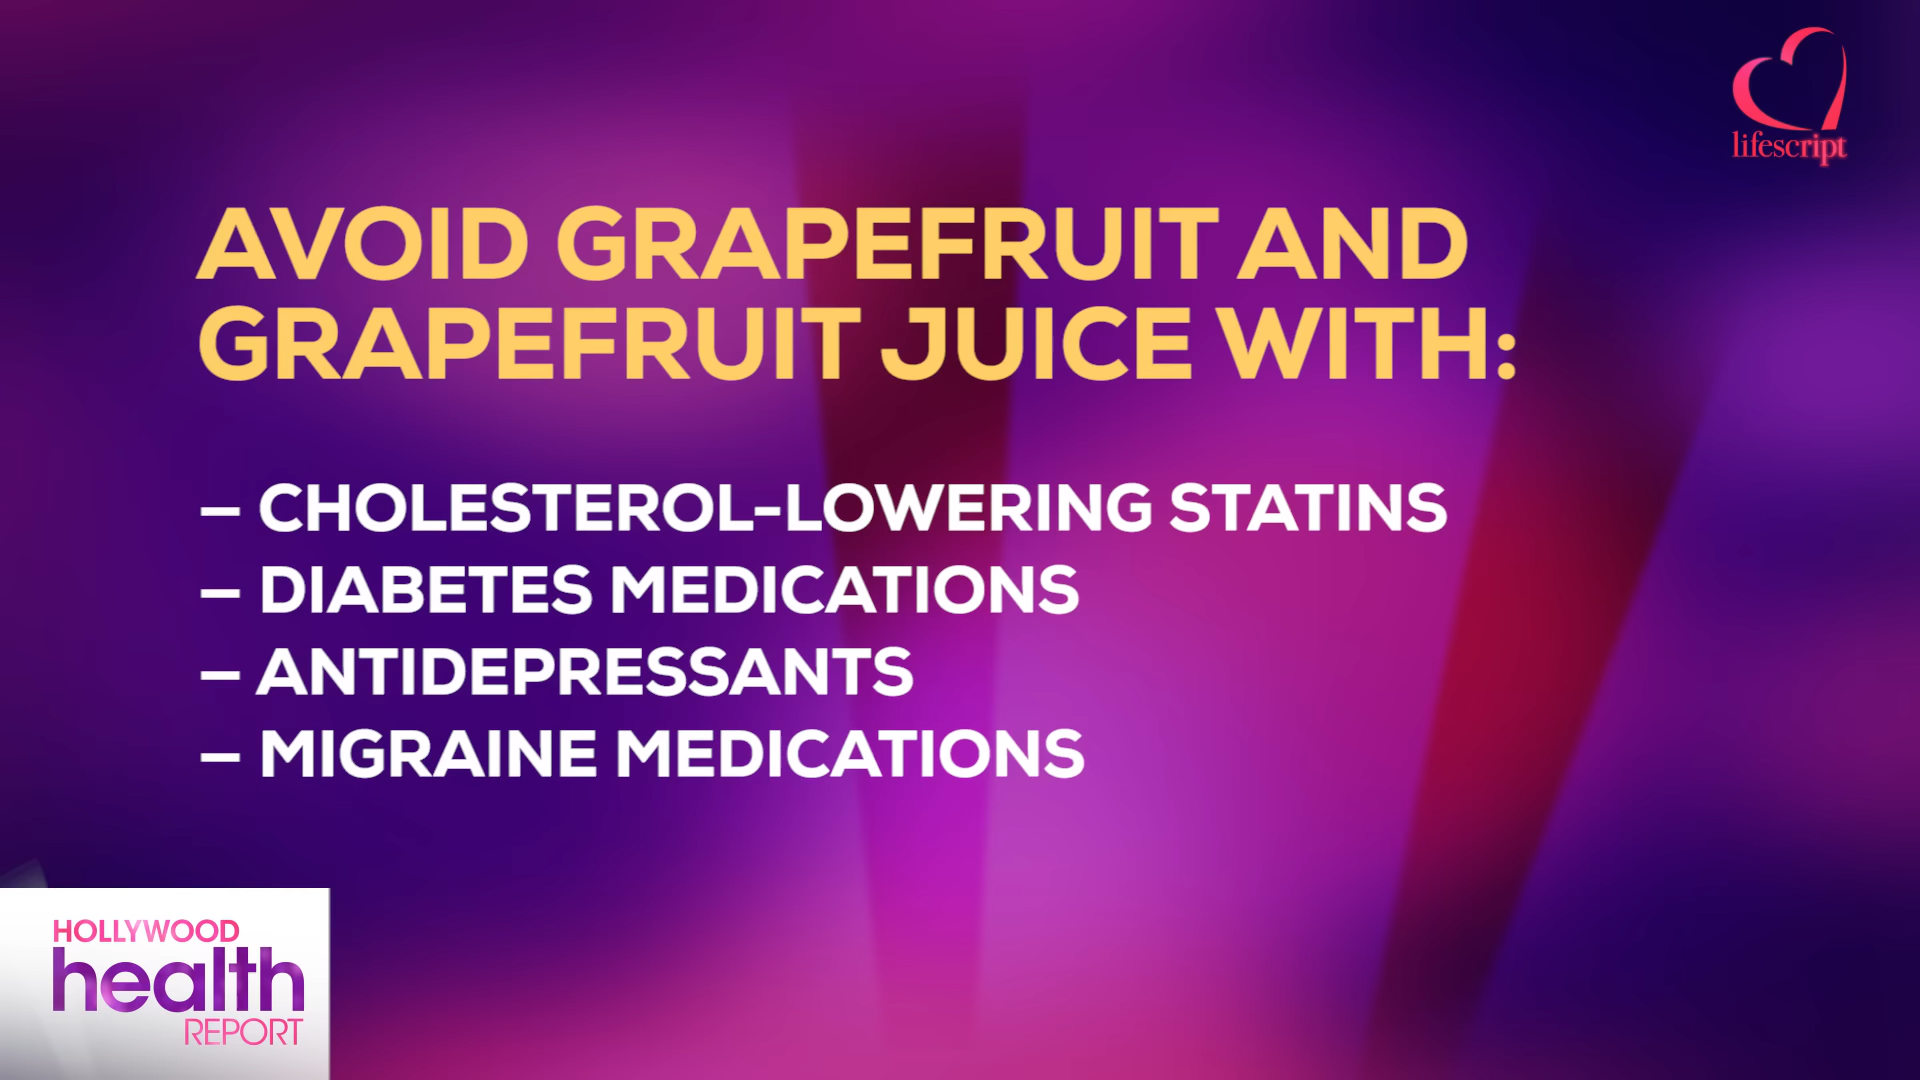 lifescript
AVOID GRAPEFRUIT AND
GRAPEFRUIT JUICE WITH:
– CHOLESTEROL-LOWERING STATINS
– DIABETES MEDICATIONS
– ANTIDEPRESSANTS
– MIGRAINE MEDICATIONS
HOLLYWOOD
health
REPORT